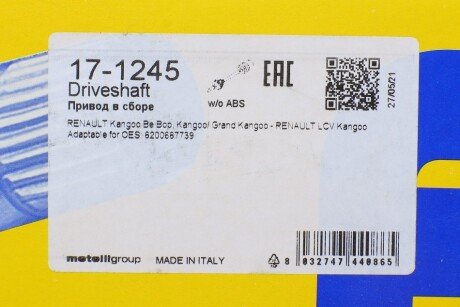 17-1245
Driveshaft
Привод в сборе
w/o ABS
EAC
27/05/21
RENAULT Kangoo Be Bop, Kangoo/ Grand Kangoo - RENAULT LCV Kangoo
Adaptable for OES: 8200687739
metelligroup
MADE IN ITALY
8 032747 440865